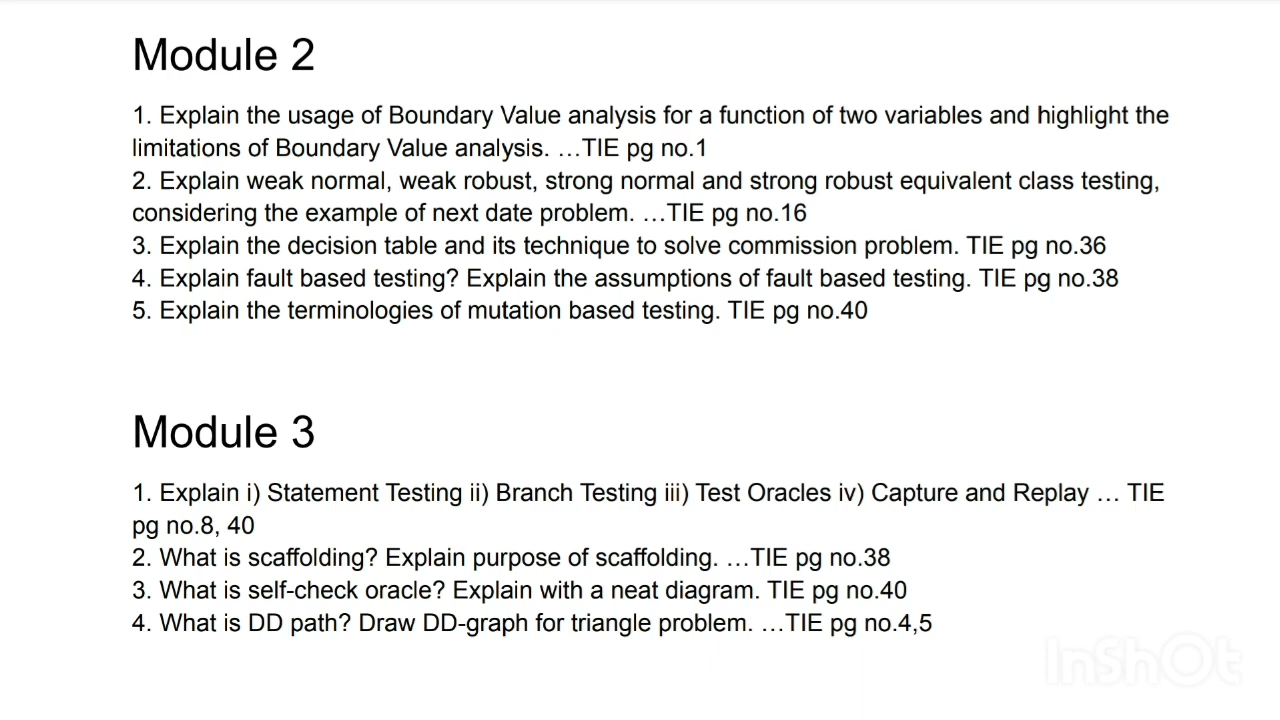 Module 2
1. Explain the usage of Boundary Value analysis for a function of two variables and highlight the
limitations of Boundary Value analysis. …TIE pg no.1
2. Explain weak normal, weak robust, strong normal and strong robust equivalent class testing,
considering the example of next date problem. …TIE pg no.16
3. Explain the decision table and its technique to solve commission problem. TIE pg no.36
4. Explain fault based testing? Explain the assumptions of fault based testing. TIE pg no.38
5. Explain the terminologies of mutation based testing. TIE pg no.40
Module 3
1. Explain i) Statement Testing ii) Branch Testing iii) Test Oracles iv) Capture and Replay … TIE
pg no.8, 40
2. What is scaffolding? Explain purpose of scaffolding. …TIE pg no.38
3. What is self-check oracle? Explain with a neat diagram. TIE pg no.40
4. What is DD path? Draw DD-graph for triangle problem. …TIE pg no.4,5
InShOt